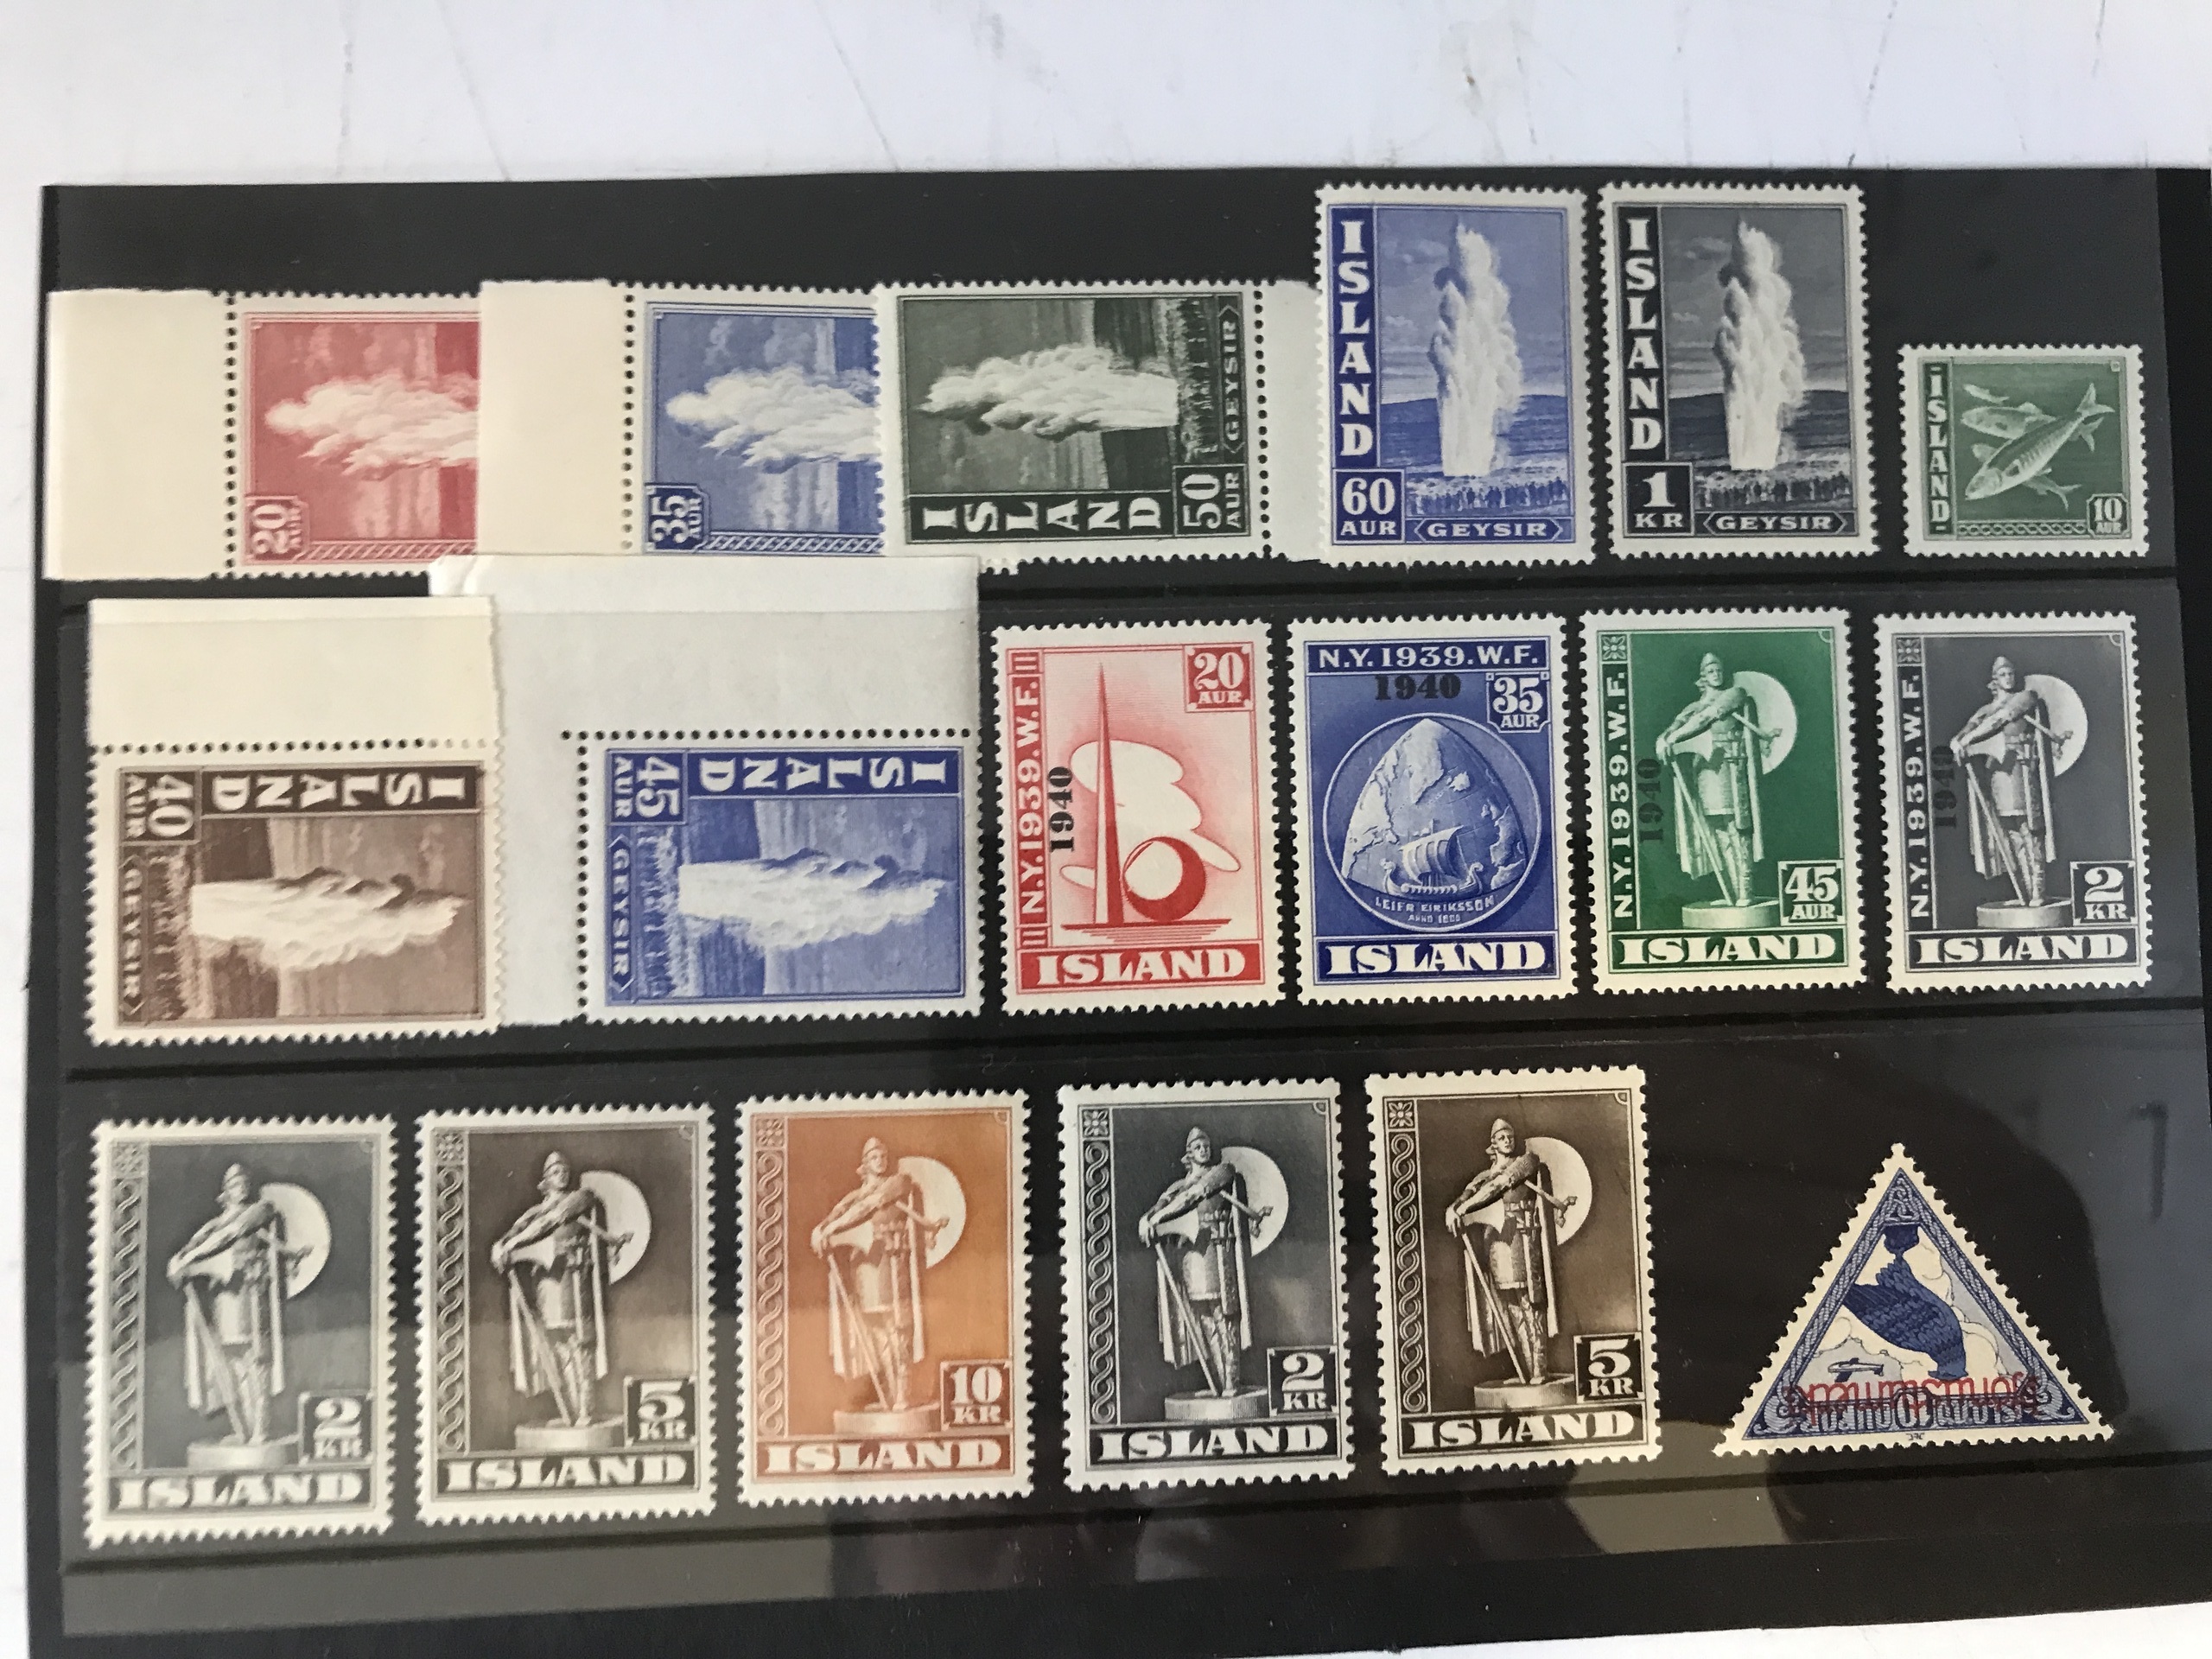 20
AUR
35
AUR
ISLAND
50
AUR
GEYSIR
ISLAND
60
AUR
GEYSIR
ISLAND
1
KR
GEYSIR
ISLAND
10
AUR
ISLAND
40
AUR
GEYSIR
ISLAND
45
AUR
GEYSIR
20
AUR
N.Y.1939.W.F.
1940
ISLAND
N.Y.1939.W.F.
1940
35
AUR
LEIFR EIRIKSSON
ANNO 1000
ISLAND
N.Y.1939.W.F.
1940
45
AUR
ISLAND
N.Y.1939.W.F.
1940
2
KR
ISLAND
2
KR
ISLAND
5
KR
ISLAND
10
KR
ISLAND
2
KR
ISLAND
5
KR
ISLAND
10